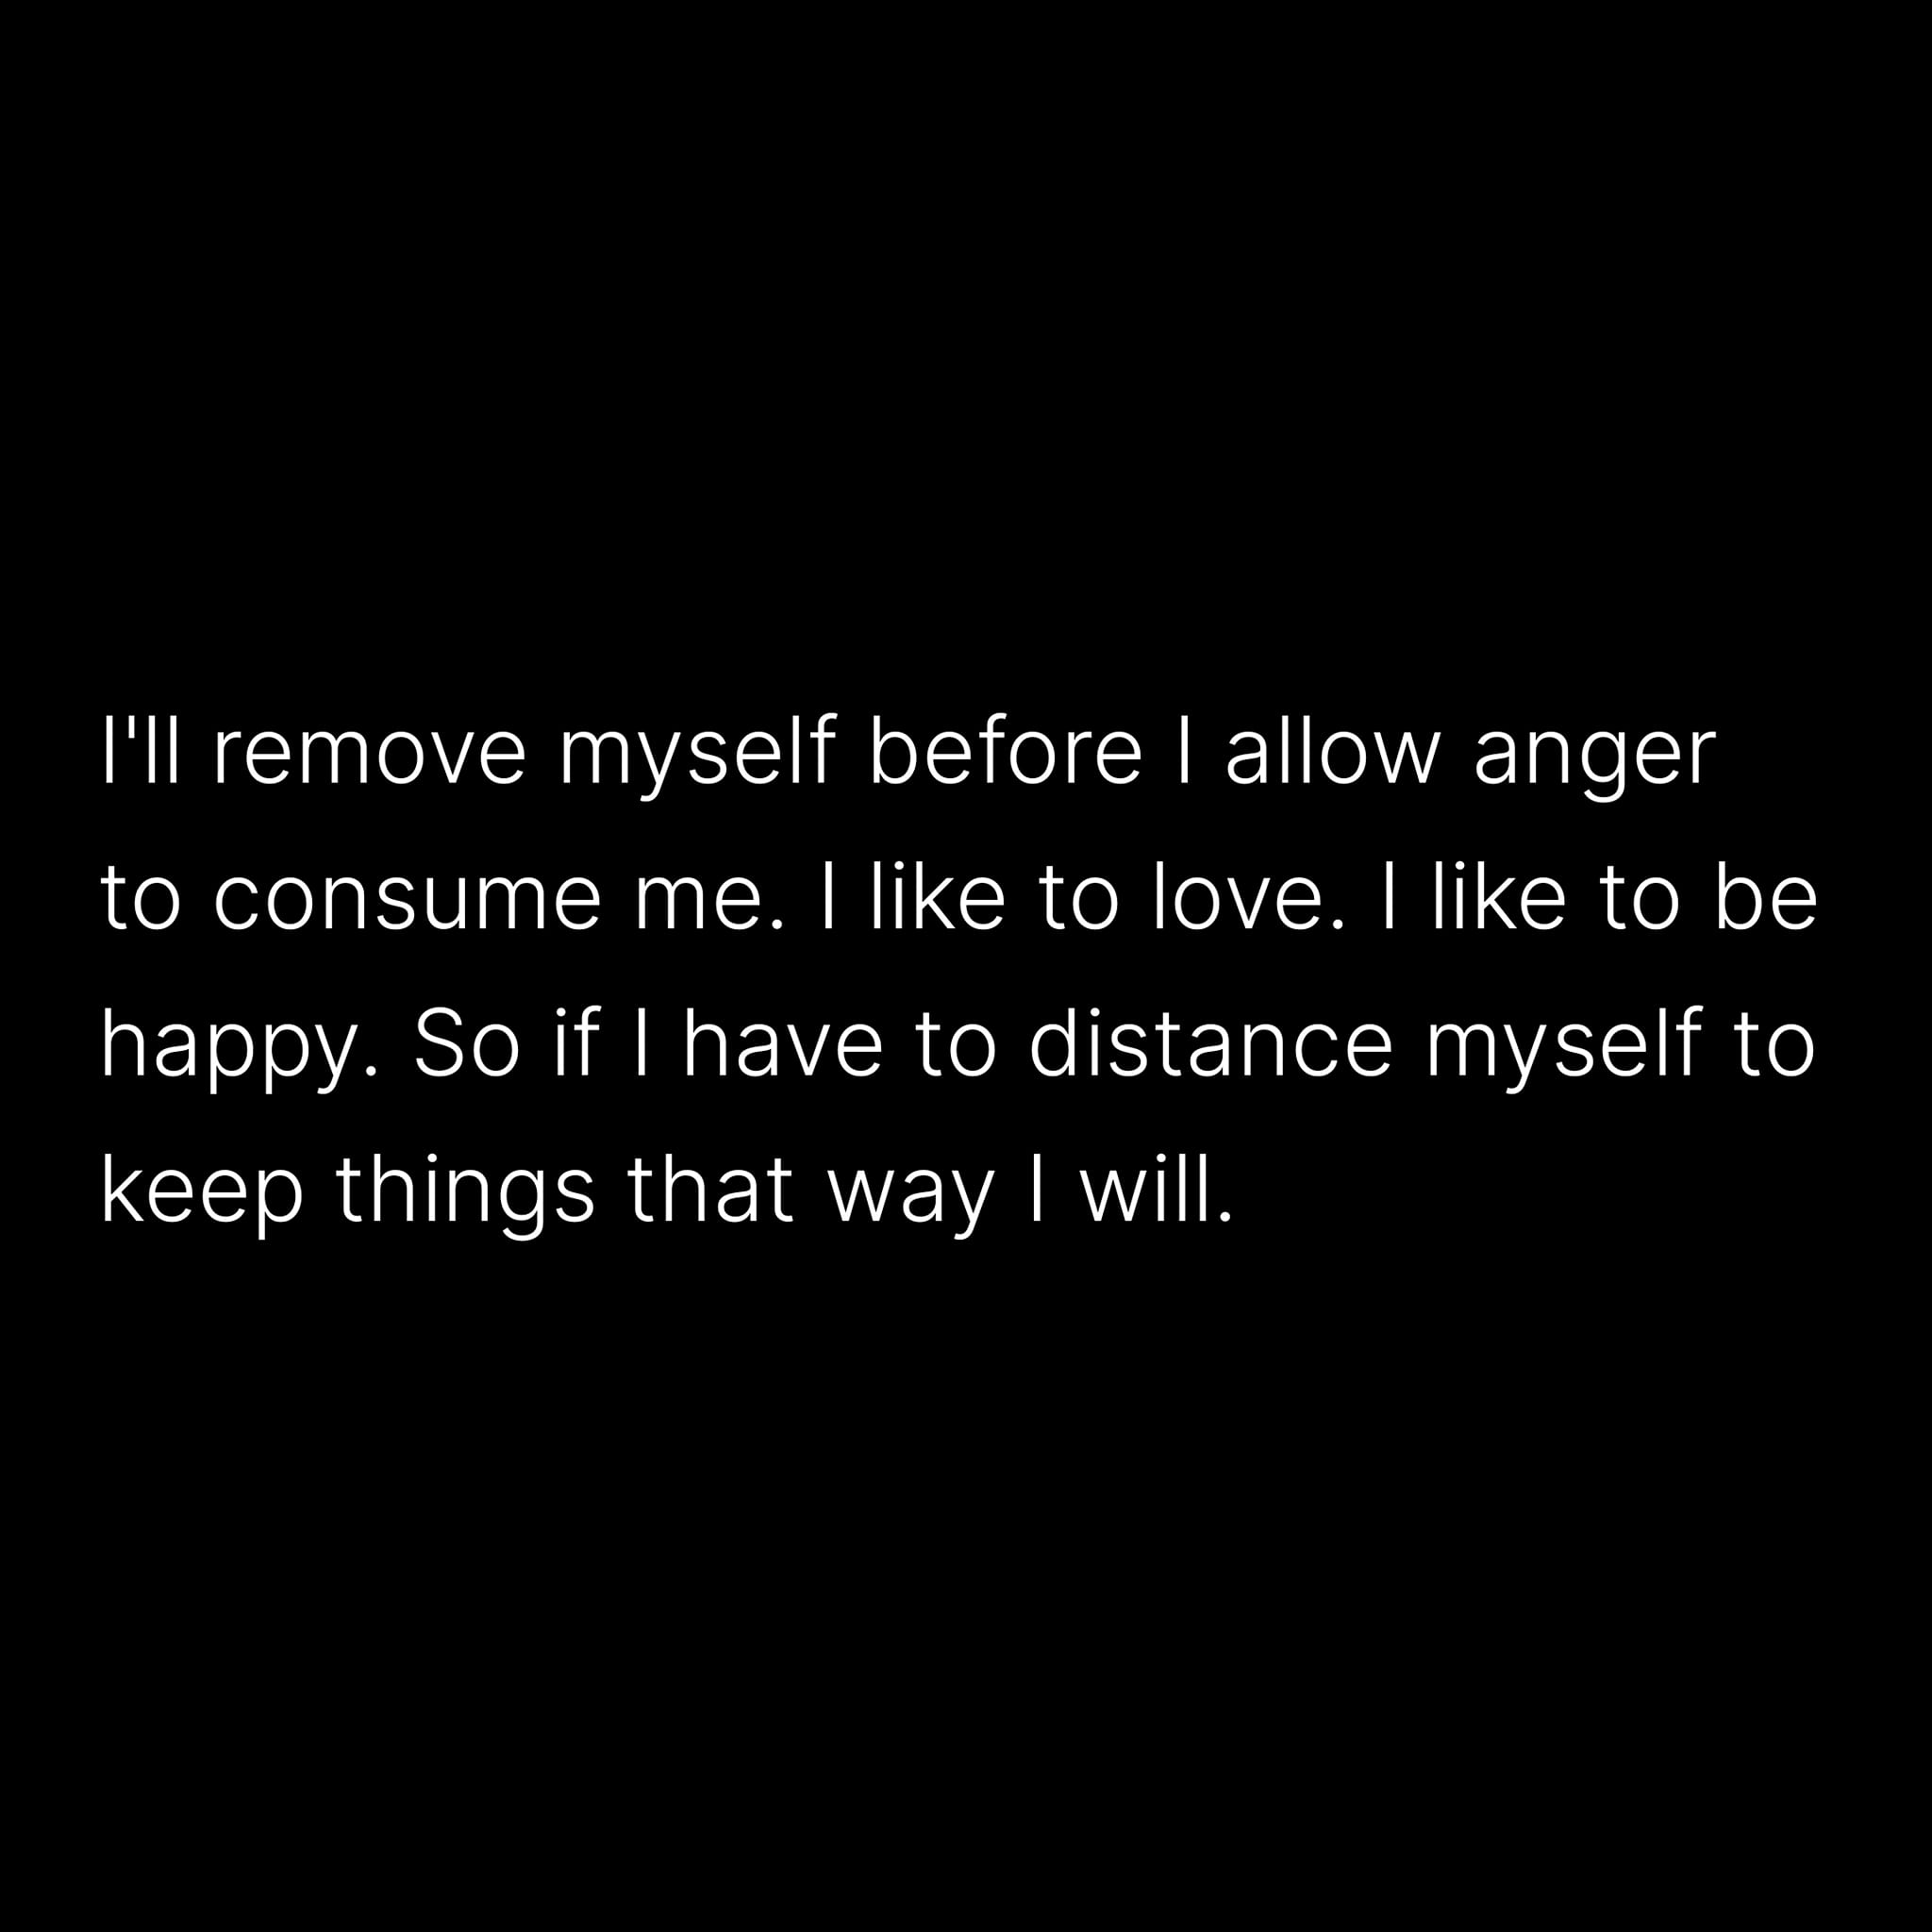 I'll remove myself before I allow anger
to consume me. I like to love. I like to be
happy. So if I have to distance myself to
keep things that way I will.